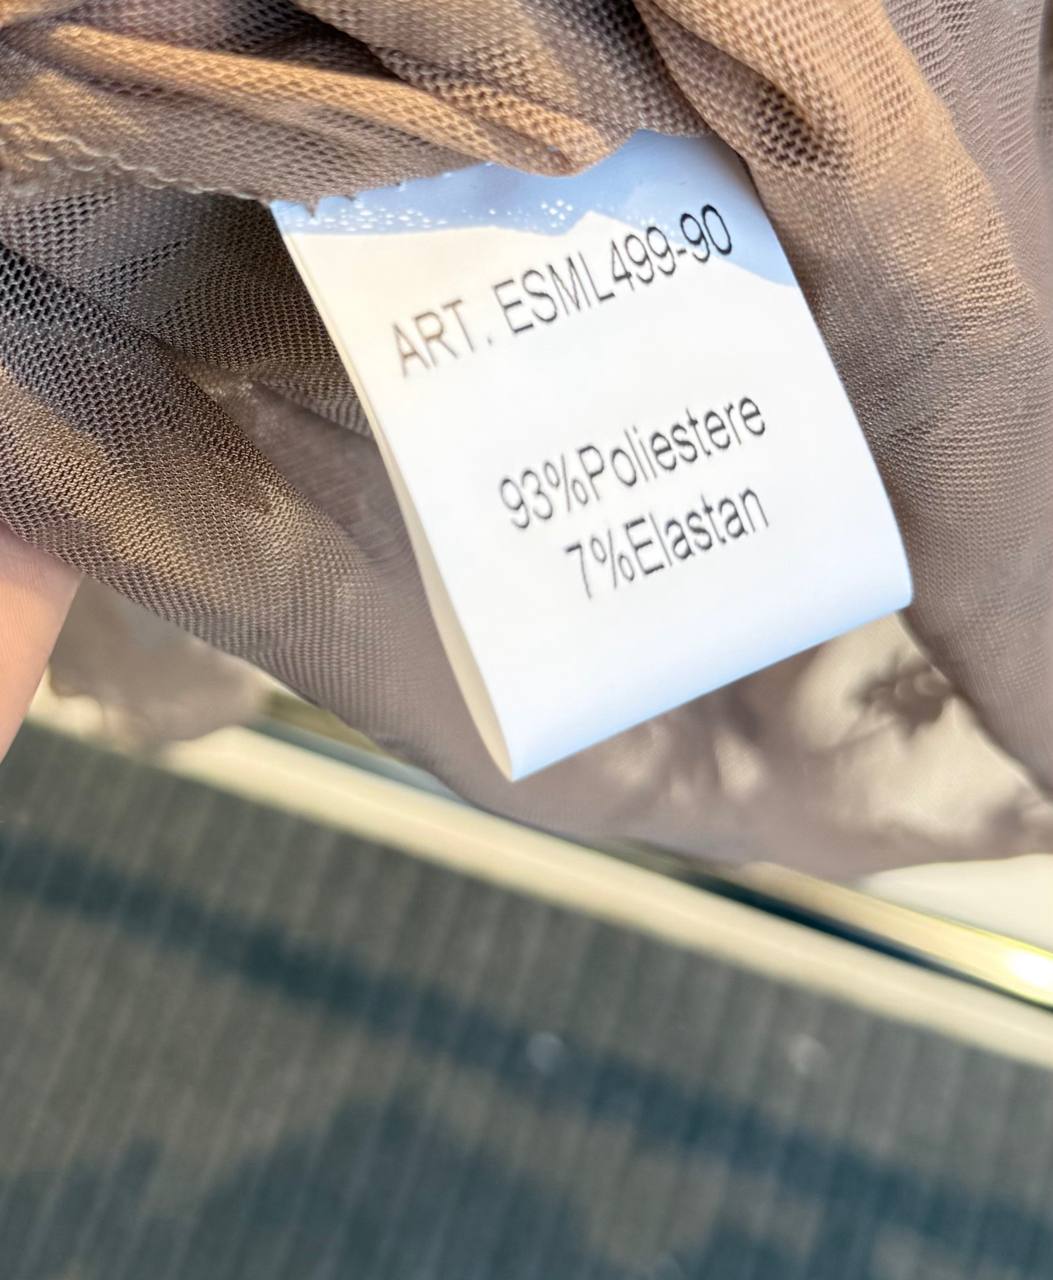 ART. ESML499-90
93%Poliestere
7%Elastan